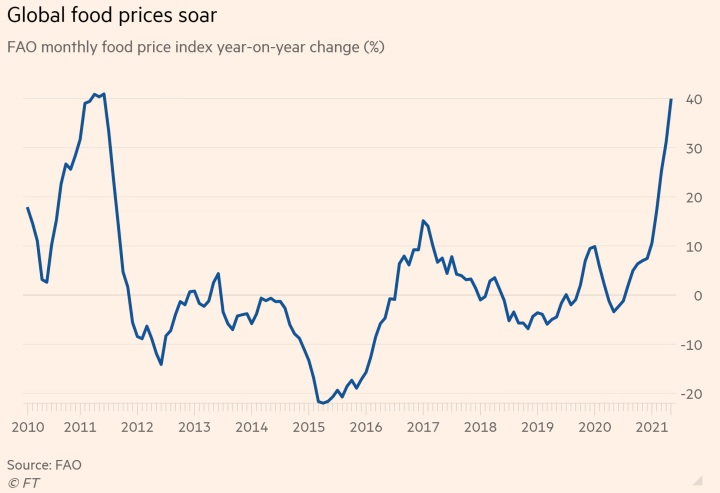 Global food prices soar
FAO monthly food price index year-on-year change (%)
40
30
20
10
0
-10
-20
2010 2011 2012 2013 2014 2015 2016 2017 2018 2019 2020 2021
Source: FAO
© FT